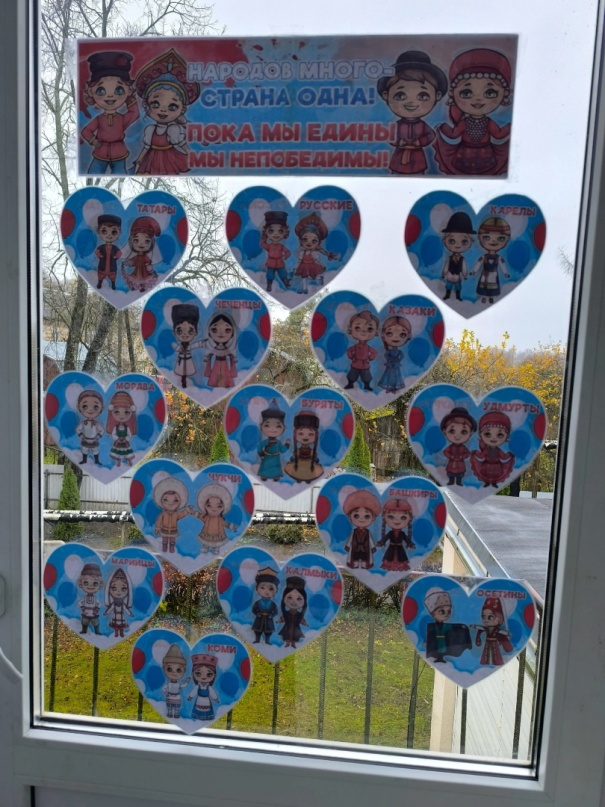 НАРОДОВ МНОГО-
СТРАНА ОДНА!
ПОКА МЫ ЕДИНЫ
МЫ НЕПОБЕДИМЫ!
ТАТАРЫ
РУССКИЕ
КАРЕЛЫ
ЧЕЧЕНЦЫ
КАЗАКИ
МОРДВА
БУРЯТЫ
УДМУРТЫ
ЧУКЧИ
БАШКИРЫ
МАРИЙЦЫ
КАЛМЫКИ
ОСЕТИНЫ
КОМИ